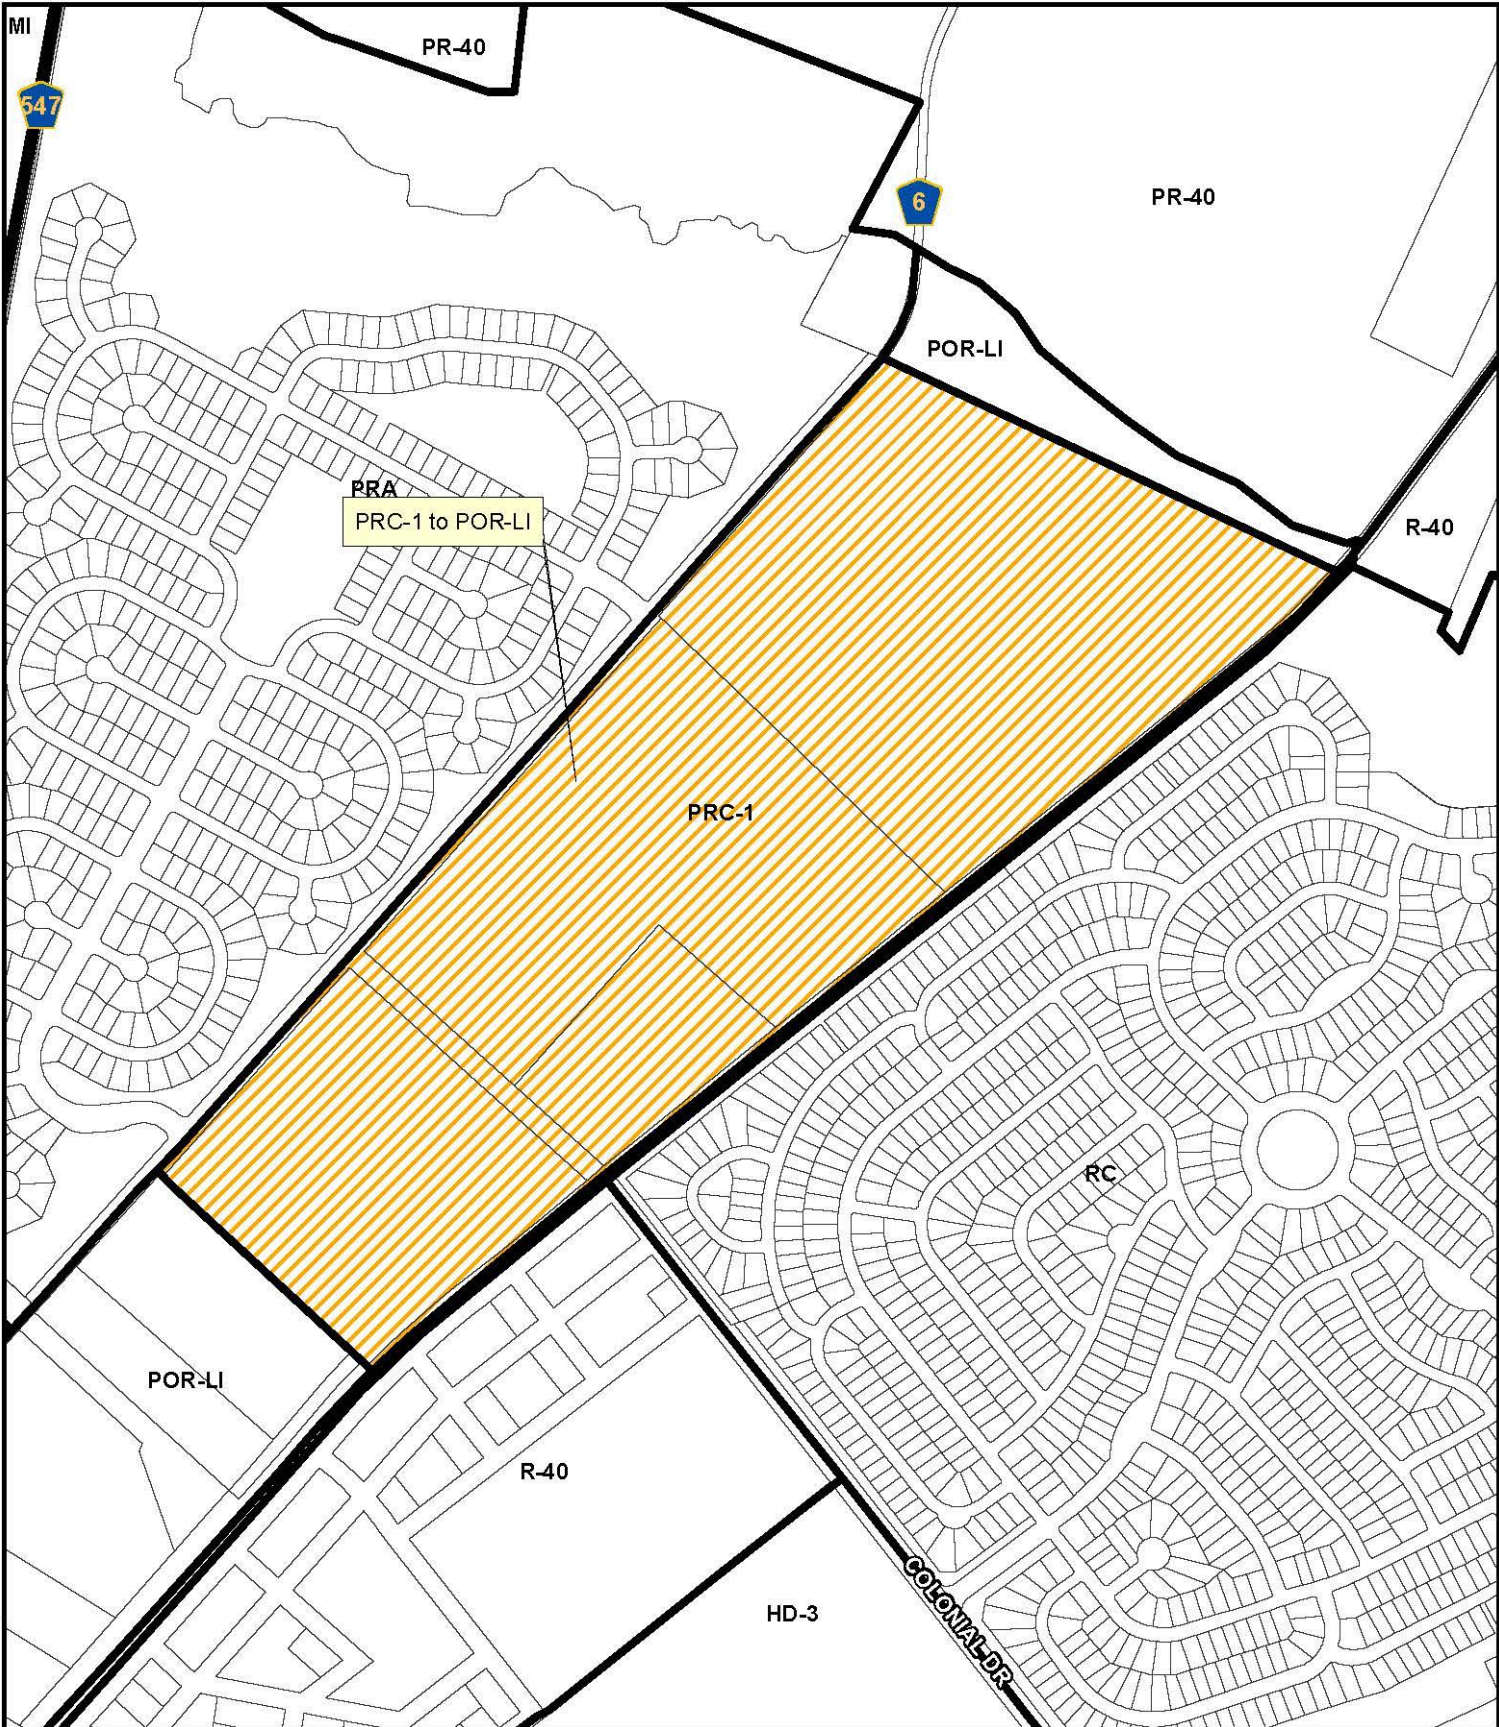 MI
PR-40
547
PR-40
6
POR-LI
PRA
PRC-1 to POR-LI
R-40
PRC-1
RC
POR-LI
R-40
HD-3
COLONIAL DR